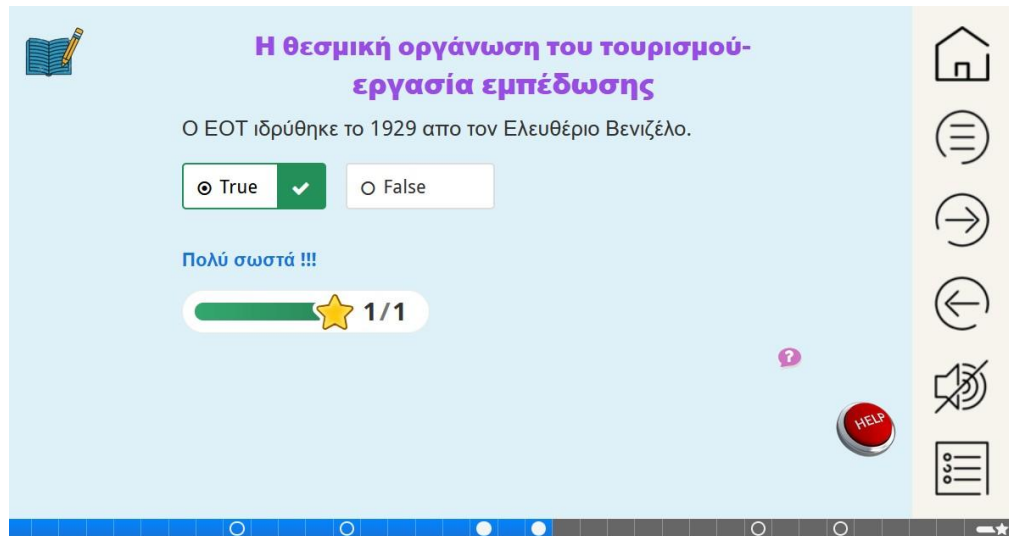 Η θεσμική οργάνωση του τουρισμού-
εργασία εμπέδωσης
Ο ΕΟΤ ιδρύθηκε το 1929 απο τον Ελευθέριο Βενιζέλο.
True
False
Πολύ σωστά !!!
1/1
?
HELP